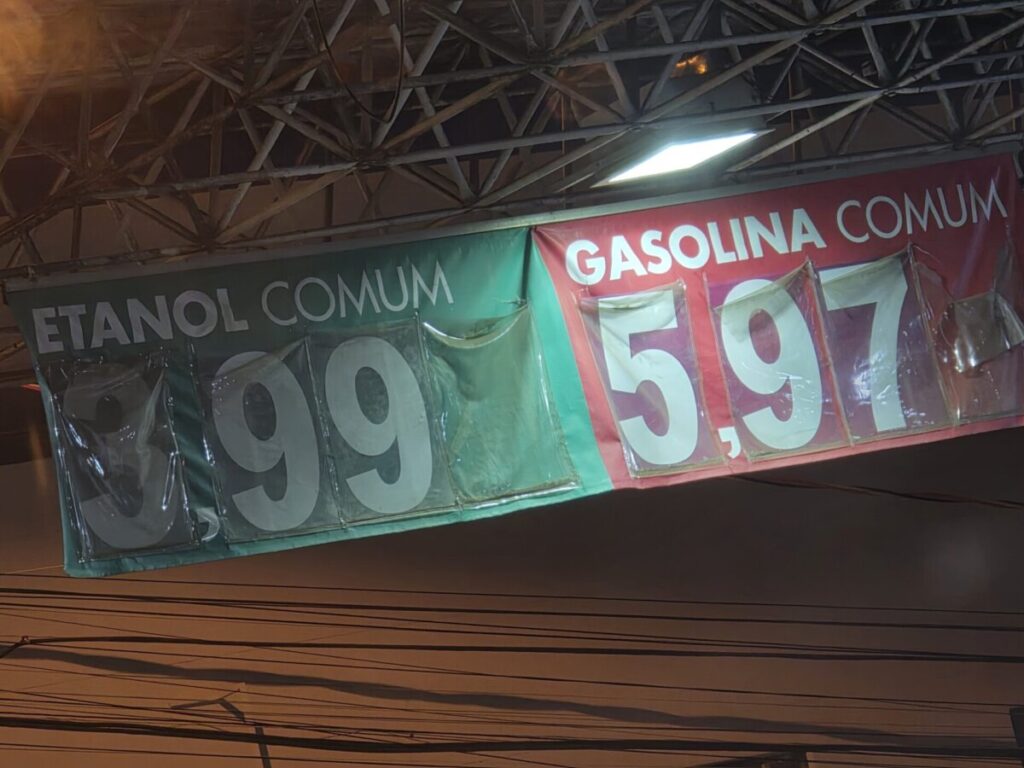 ETANOL COMUM
3,99
GASOLINA COMUM
5,97